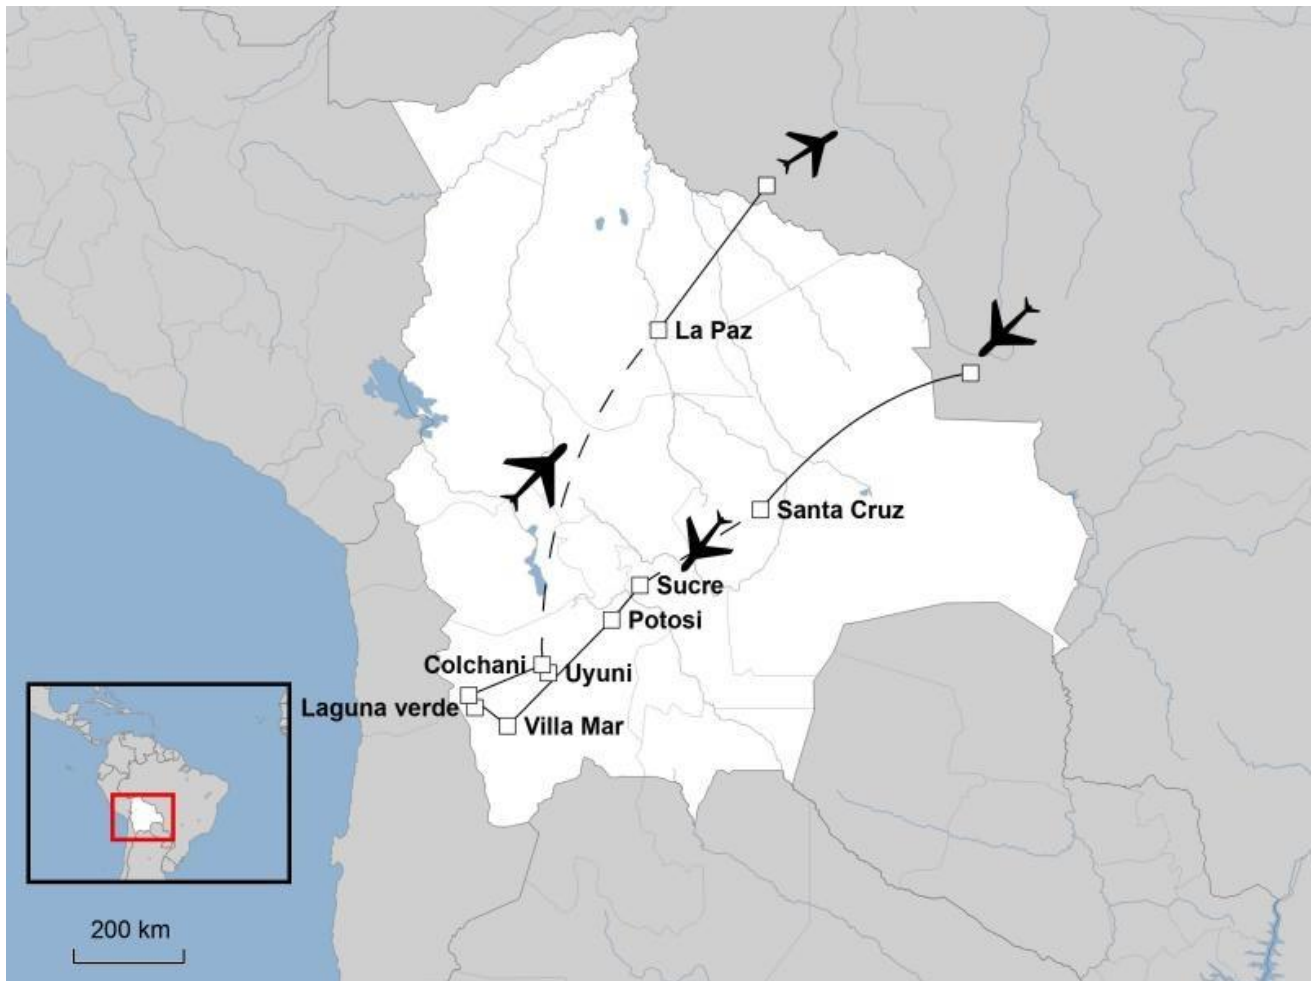 La Paz
Santa Cruz
Sucre
Potosi
Colchani
Uyuni
Laguna verde
Villa Mar
200 km